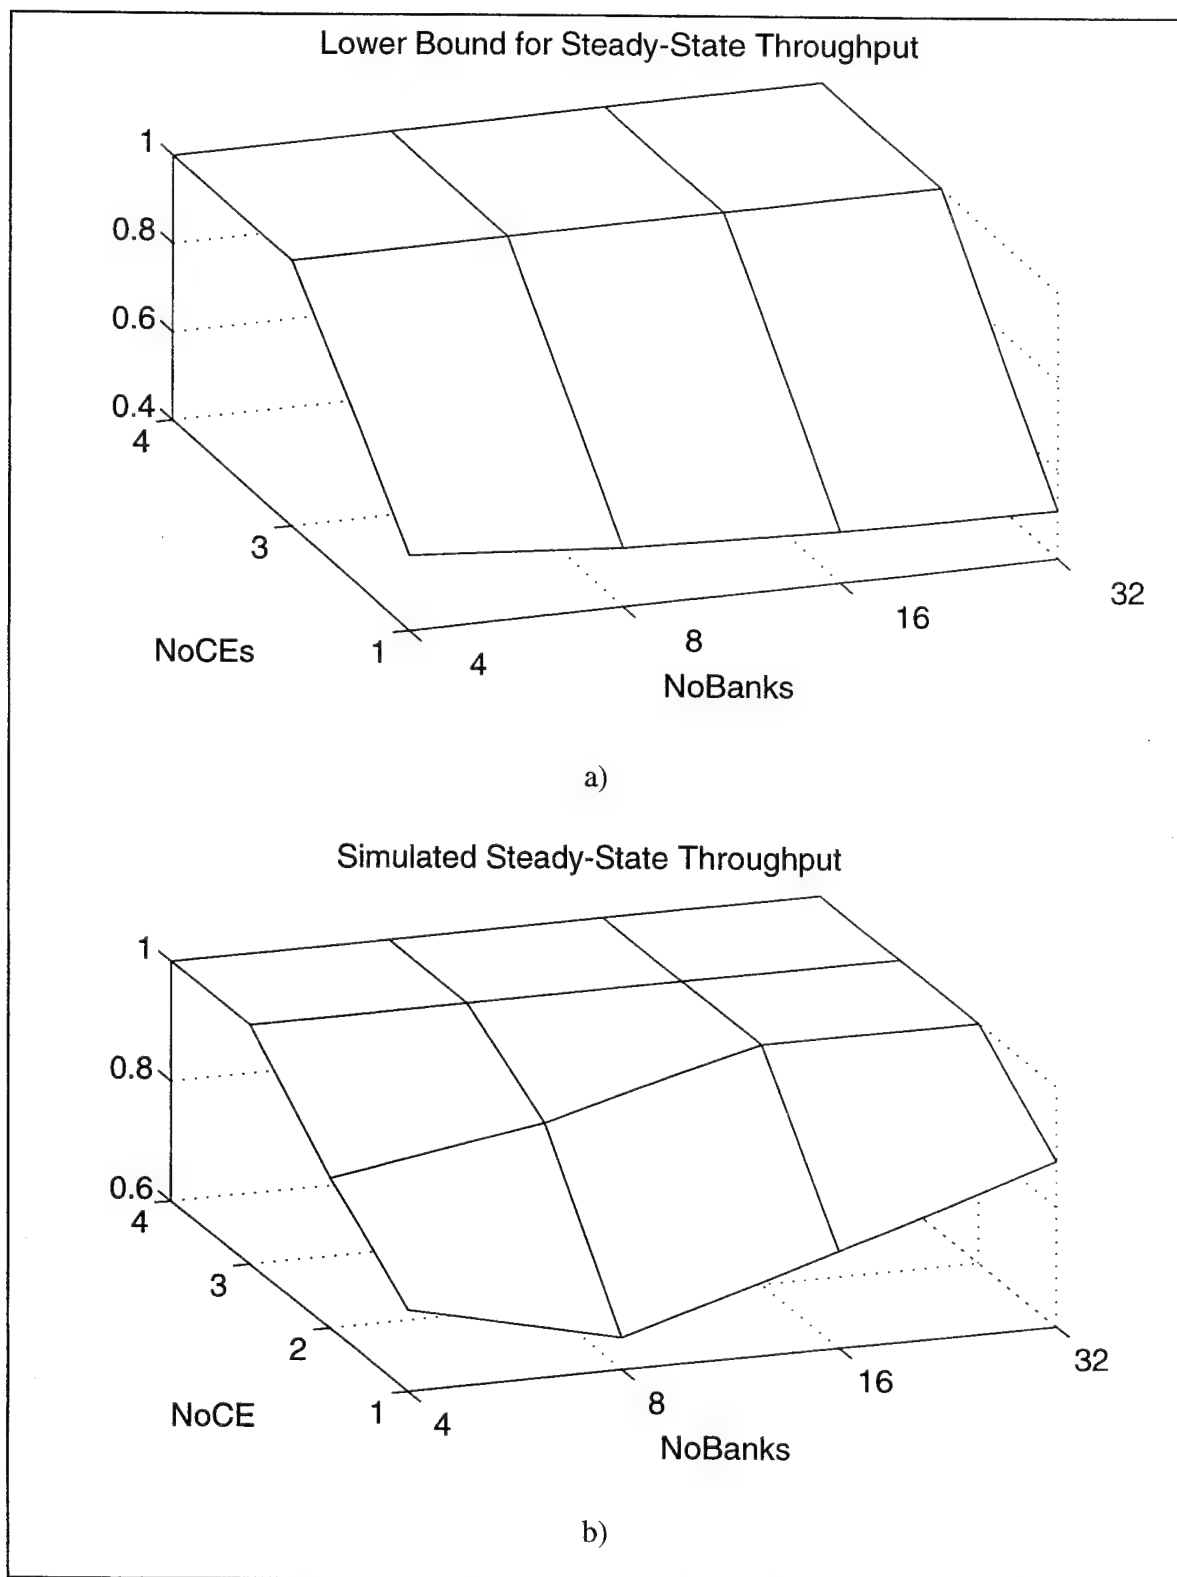 Lower Bound for Steady-State Throughput
1
0.8
0.6
0.4
4
3
1
NoCEs
4
8
16
32
NoBanks
a)
Simulated Steady-State Throughput
1
0.8
0.6
4
3
2
1
NoCE
4
8
16
32
NoBanks
b)